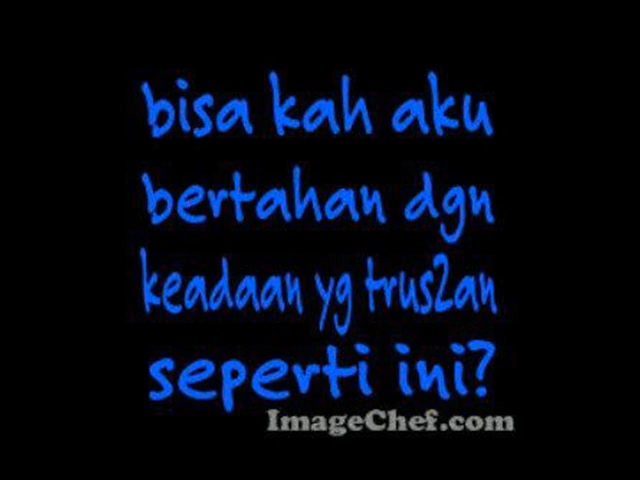 bisa kah aku
bertahan dgn
keadaan yg trus2an
seperti ini?
ImageChef.com